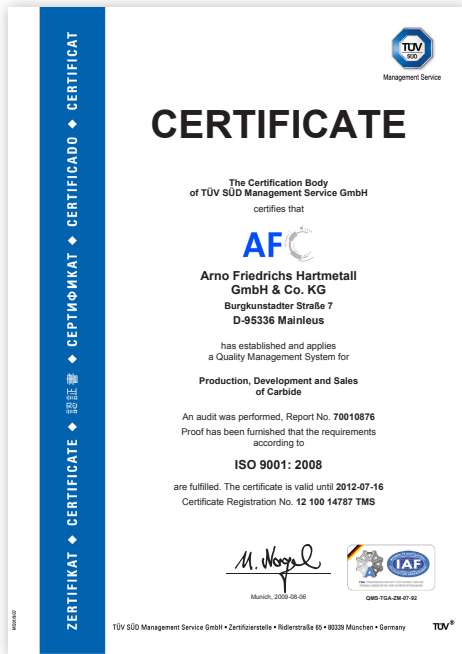 ZERTIFIKAT ◆ CERTIFICATE ◆ 認証書 ◆ СЕРТИФИКАТ ◆ CERTIFICADO ◆ CERTIFICAT
TÜV
SÜD
Management Service
CERTIFICATE
The Certification Body
of TÜV SÜD Management Service GmbH
certifies that
AFC
Arno Friedrichs Hartmetall
GmbH & Co. KG
Burgkunstadter Straße 7
D-95336 Mainleus
has established and applies
a Quality Management System for
Production, Development and Sales
of Carbide
An audit was performed, Report No. 70010876
Proof has been furnished that the requirements
according to
ISO 9001: 2008
are fulfilled. The certificate is valid until 2012-07-16
Certificate Registration No. 12 100 14787 TMS
M. Nagel
Munich, 2009-08-06
IAF
QMS-TGA-ZM-07-92
TÜV SÜD Management Service GmbH • Zertifizierstelle • Ridlerstraße 65 • 80339 München • Germany
TÜV®